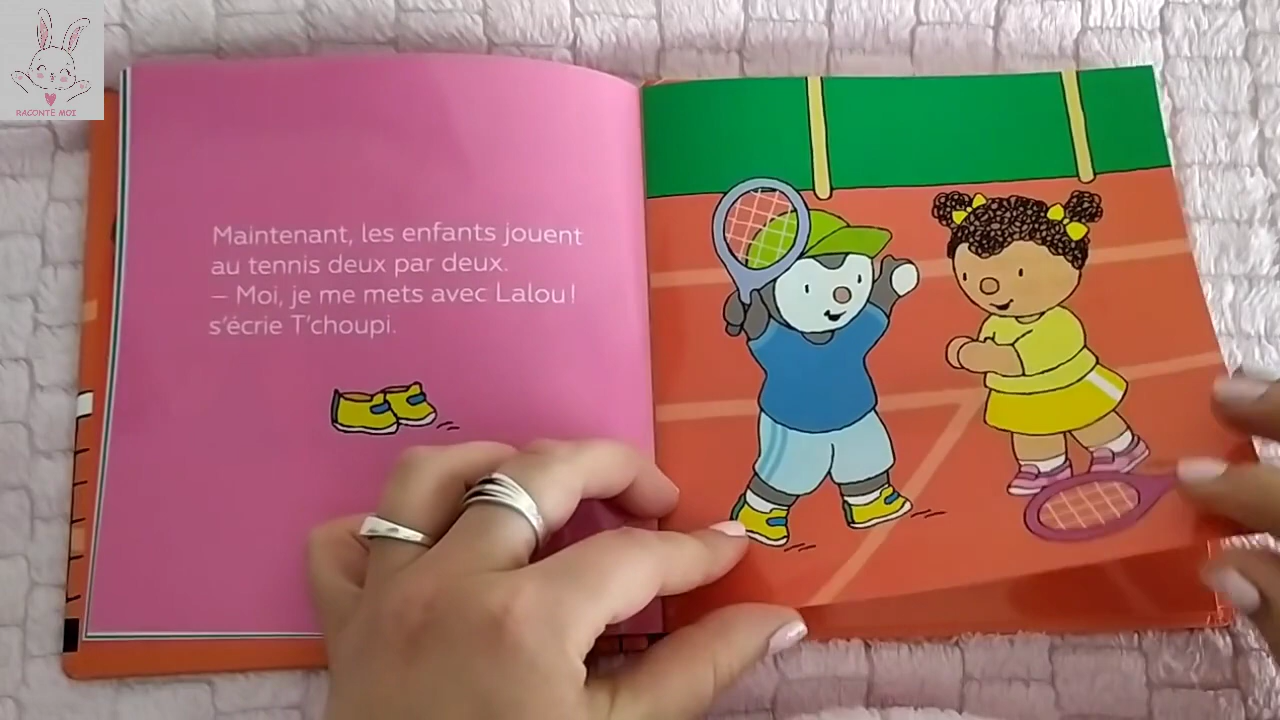 RACONTE MOI
Maintenant, les enfants jouent
au tennis deux par deux.
– Moi, je me mets avec Lalou !
s'écrie T'choupi.